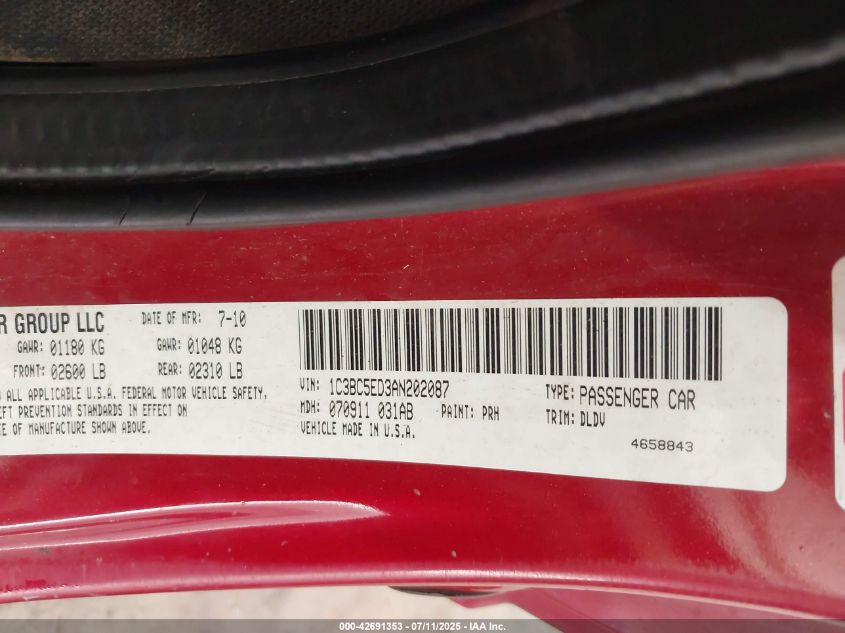 R GROUP LLC DATE OF MFR: 7-10
GAWR: 01180 KG GAWR: 01048 KG
FRONT: 02600 LB REAR: 02310 LB
ALL APPLICABLE U.S.A. FEDERAL MOTOR VEHICLE SAFETY,
EFT PREVENTION STANDARDS IN EFFECT ON
TE OF MANUFACTURE SHOWN ABOVE.
VIN: 1C3BC5ED3AN202087 TYPE: PASSENGER CAR
MDH: 070911 031AB PAINT: PRH TRIM: DLDV
VEHICLE MADE IN U.S.A.
4658843
000-42691353 - 07/11/2025 - IAA Inc.